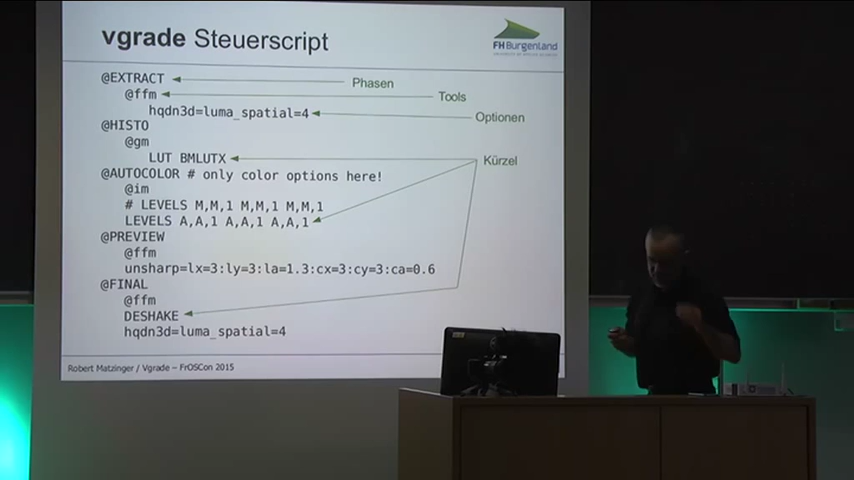 vgrade Steuerscript
FH Burgenland
@EXTRACT
Phasen
@ffm
Tools
hqdn3d=luma_spatial=4
Optionen
@HISTO
@gm
LUT BMLUTX
Kürzel
@AUTOCOLOR # only color options here!
@im
# LEVELS M,M,1 M,M,1 M,M,1
LEVELS A,A,1 A,A,1 A,A,1
@PREVIEW
@ffm
unsharp=lx=3:ly=3:la=1.3:cx=3:cy=3:ca=0.6
@FINAL
@ffm
DESHAKE
hqdn3d=luma_spatial=4
Robert Matzinger / Vgrade – FrOSCon 2015